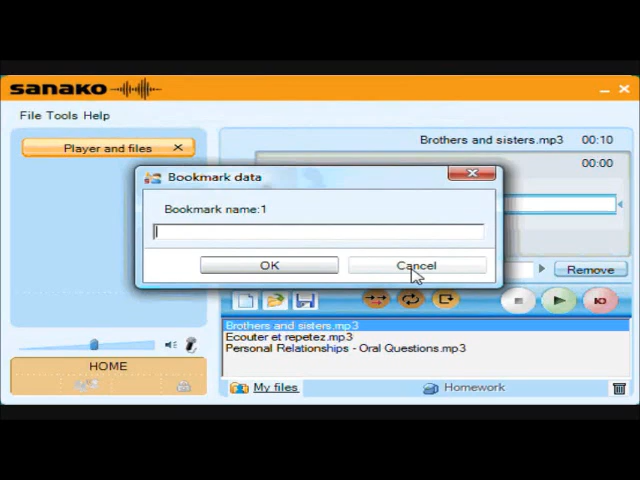 sanako
File Tools Help
Player and files
Brothers and sisters.mp3 00:10
00:00
Bookmark data
Bookmark name:1
OK
Cancel
Remove
Brothers and sisters.mp3
Ecouter et repetez.mp3
Personal Relationships - Oral Questions.mp3
HOME
My files
Homework